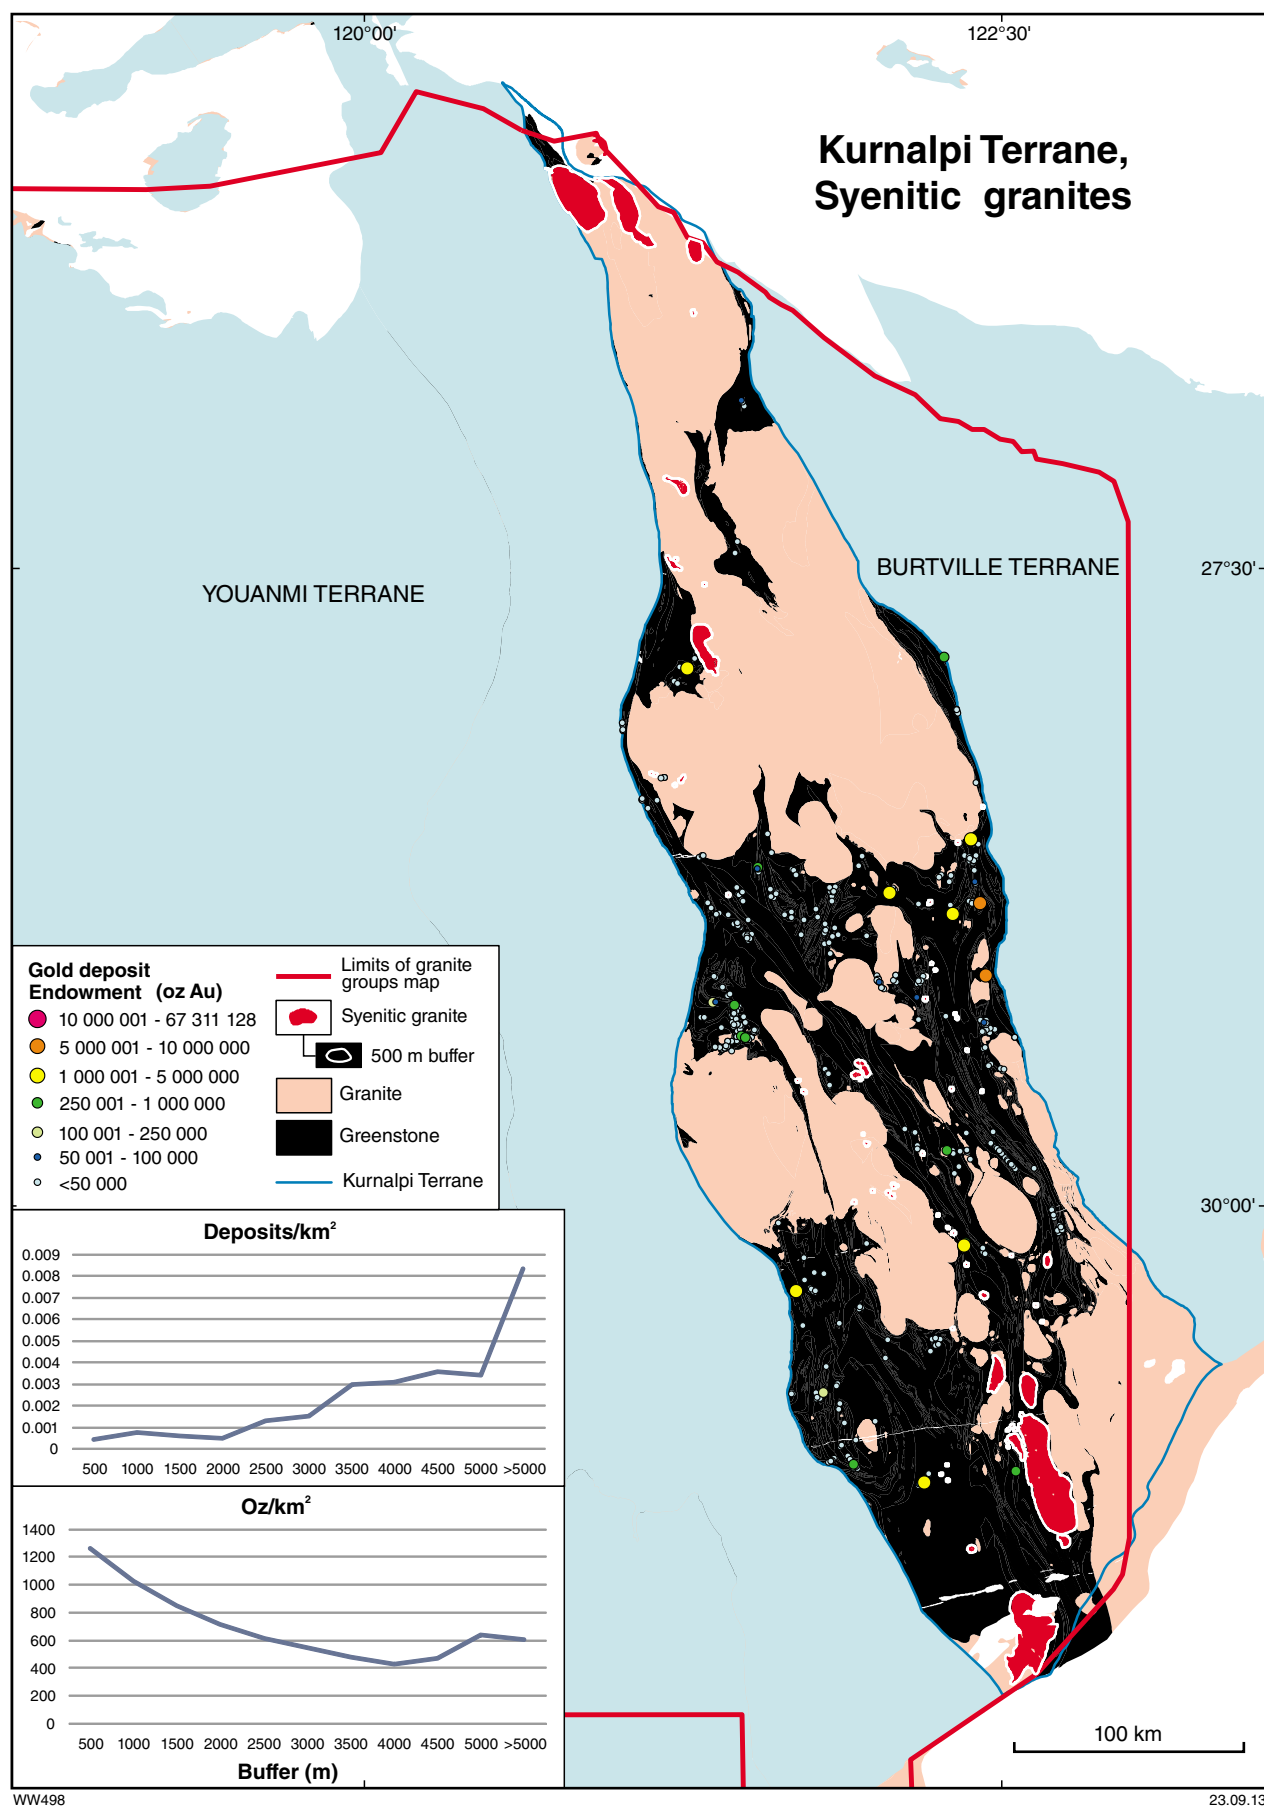 120°00'
122°30'
Kurnalpi Terrane,
Syenitic granites
YOUANMI TERRANE
BURTVILLE TERRANE
27°30'
30°00'
Gold deposit
Endowment (oz Au)
10 000 001 - 67 311 128
5 000 001 - 10 000 000
1 000 001 - 5 000 000
250 001 - 1 000 000
100 001 - 250 000
50 001 - 100 000
<50 000
Limits of granite
groups map
Syenitic granite
500 m buffer
Granite
Greenstone
Kurnalpi Terrane
Deposits/km²
0.009
0.008
0.007
0.006
0.005
0.004
0.003
0.002
0.001
0
500 1000 1500 2000 2500 3000 3500 4000 4500 5000 >5000
Oz/km²
1400
1200
1000
800
600
400
200
0
500 1000 1500 2000 2500 3000 3500 4000 4500 5000 >5000
Buffer (m)
100 km
WW498
23.09.13